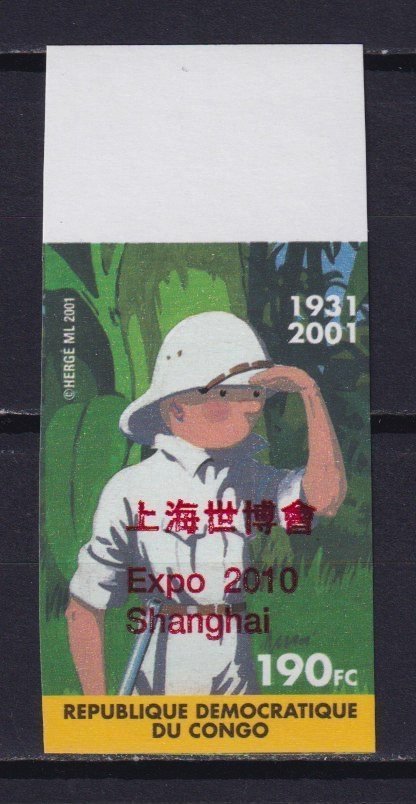 © HERGÉ ML 2001
1931
2001
上海世博會
Expo 2010
Shanghai
190FC
REPUBLIQUE DEMOCRATIQUE
DU CONGO